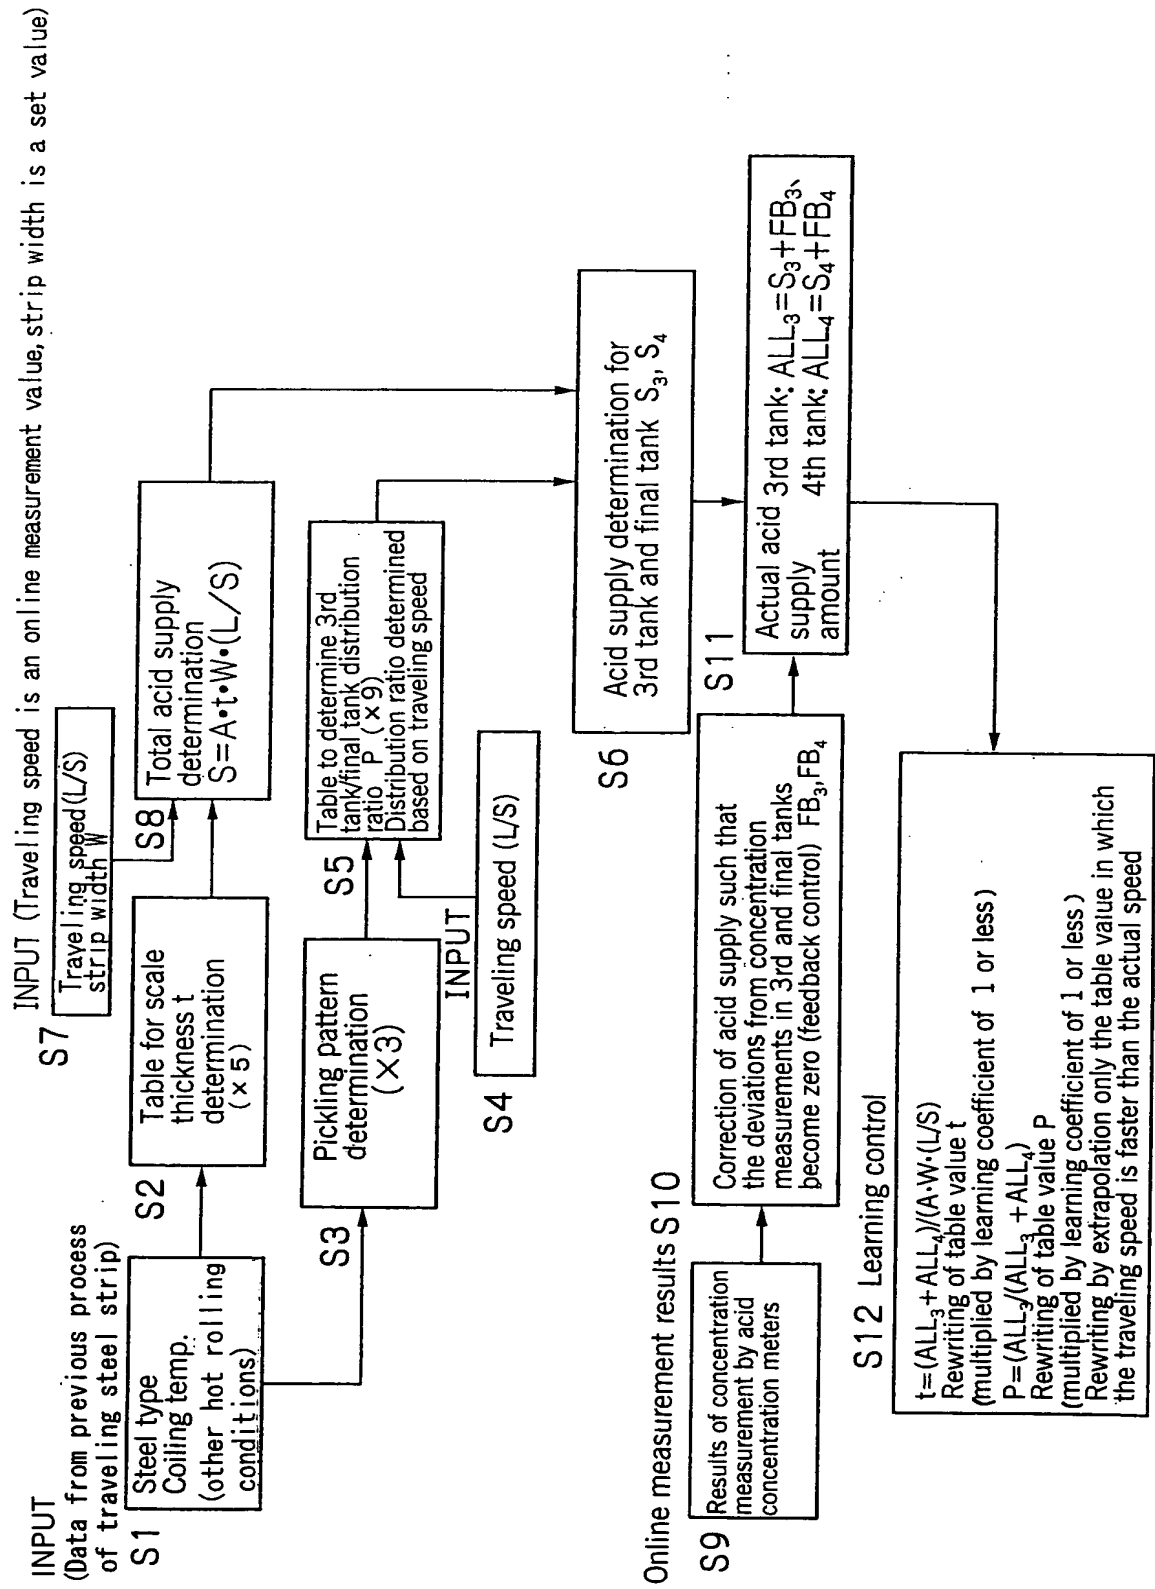 INPUT
(Data from previous process
of traveling steel strip)
S1
Steel type
Coiling temp.
(other hot rolling
conditions)
S2
Table for scale
thickness t
determination
(×5)
S3
Pickling pattern
determination
(×3)
INPUT (Traveling speed is an online measurement value, strip width is a set value)
S7
Traveling speed(L/S)
strip width W
S8
Total acid supply
determination
S=A・t・W・(L/S)
S4
INPUT
Traveling speed (L/S)
S5
Table to determine 3rd
tank/final tank distribution
ratio P (×9)
Distribution ratio determined
based on traveling speed
S6
Acid supply determination for
3rd tank and final tank S3, S4
Online measurement results
S9
Results of concentration
measurement by acid
concentration meters
S10
Correction of acid supply such that
the deviations from concentration
measurements in 3rd and final tanks
become zero (feedback control) FB3,FB4
S11
Actual acid 3rd tank: ALL3=S3+FB3、
supply 4th tank: ALL4=S4+FB4
amount
S12 Learning control
t=(ALL3+ALL4)/(A・W・(L/S)
Rewriting of table value t
(multiplied by learning coefficient of 1 or less)
P=(ALL3/(ALL3 +ALL4)
Rewriting of table value P
(multiplied by learning coefficient of 1 or less)
Rewriting by extrapolation only the table value in which
the traveling speed is faster than the actual speed